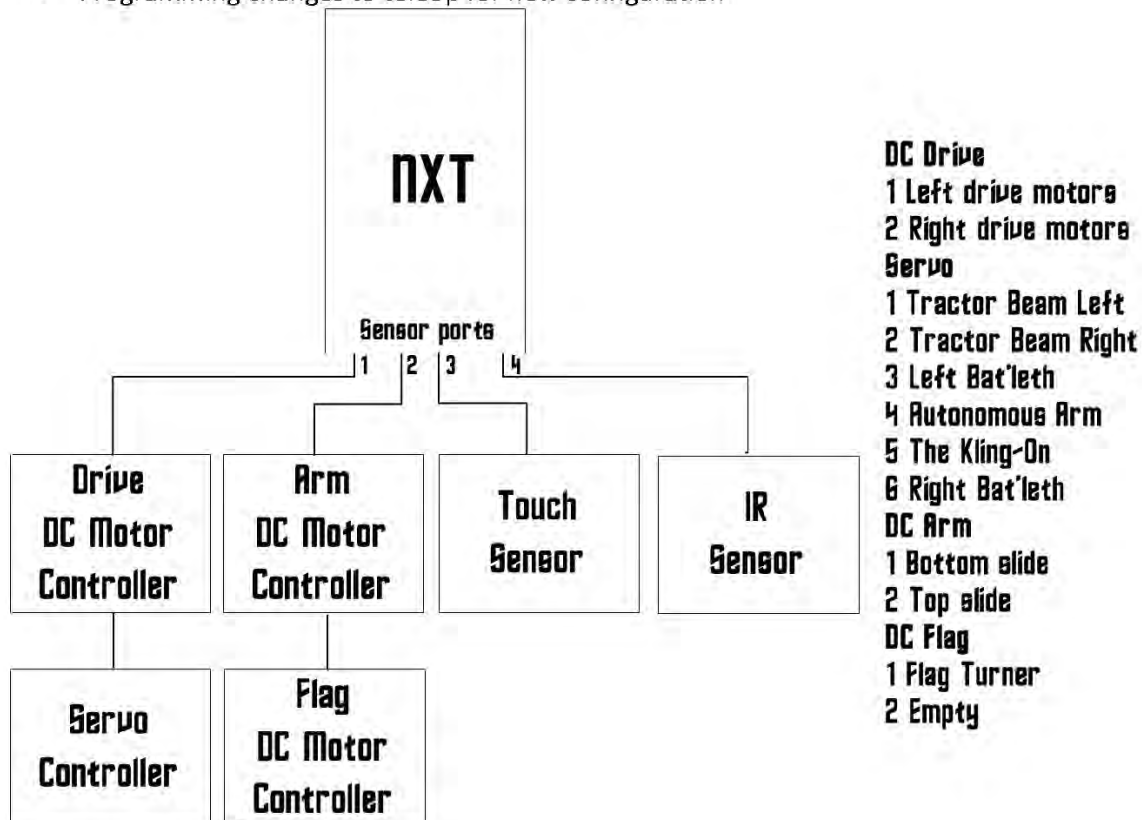 NXT
Sensor ports
1 2 3 4
Drive
DC Motor
Controller
Arm
DC Motor
Controller
Touch
Sensor
IR
Sensor
Servo
Controller
Flag
DC Motor
Controller
DC Drive
1 Left drive motors
2 Right drive motors
Servo
1 Tractor Beam Left
2 Tractor Beam Right
3 Left Bat'leth
4 Autonomous Arm
5 The Kling-On
6 Right Bat'leth
DC Arm
1 Bottom slide
2 Top slide
DC Flag
1 Flag Turner
2 Empty